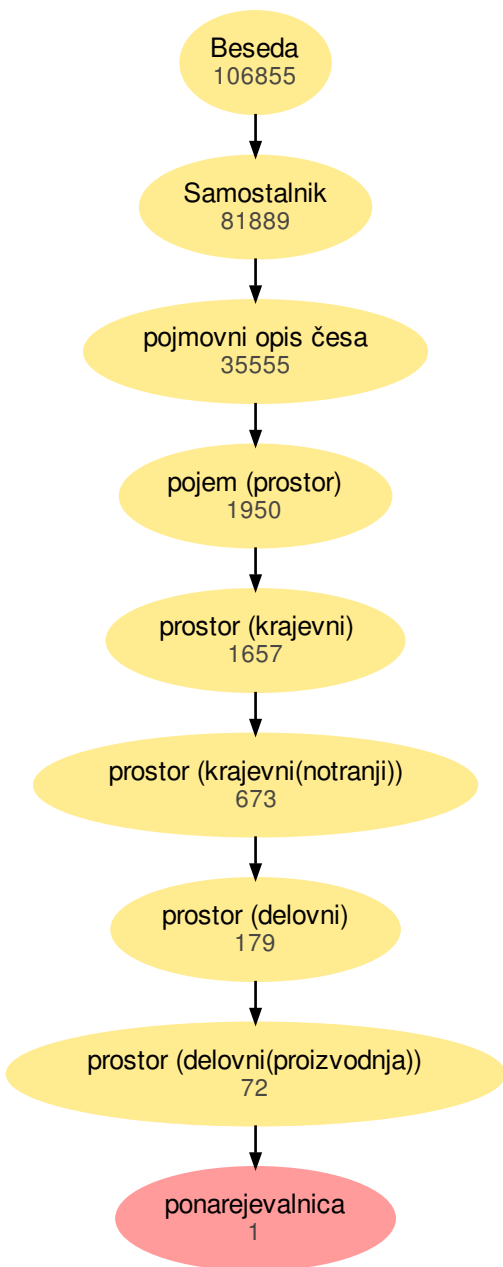 Beseda
106855
Samostalnik
81889
pojmovni opis česa
35555
pojem (prostor)
1950
prostor (krajevni)
1657
prostor (krajevni(notranji))
673
prostor (delovni)
179
prostor (delovni(proizvodnja))
72
ponarejevalnica
1